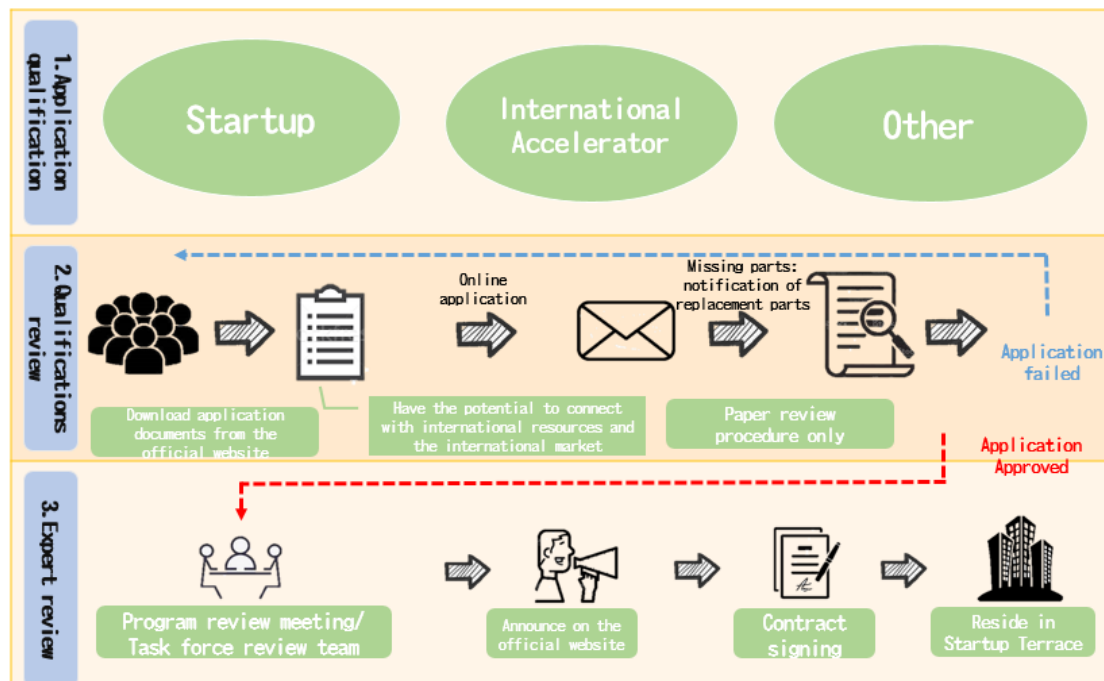 1.Application
qualification
Startup
International
Accelerator
Other
2.Qualifications
review
Online
application
Missing parts:
notification of
replacement parts
Application
failed
Download application
documents from the
official website
Have the potential to connect
with international resources and
the international market
Paper review
procedure only
Application
Approved
3.Expert review
Program review meeting/
Task force review team
Announce on the
official website
Contract
signing
Reside in
Startup Terrace